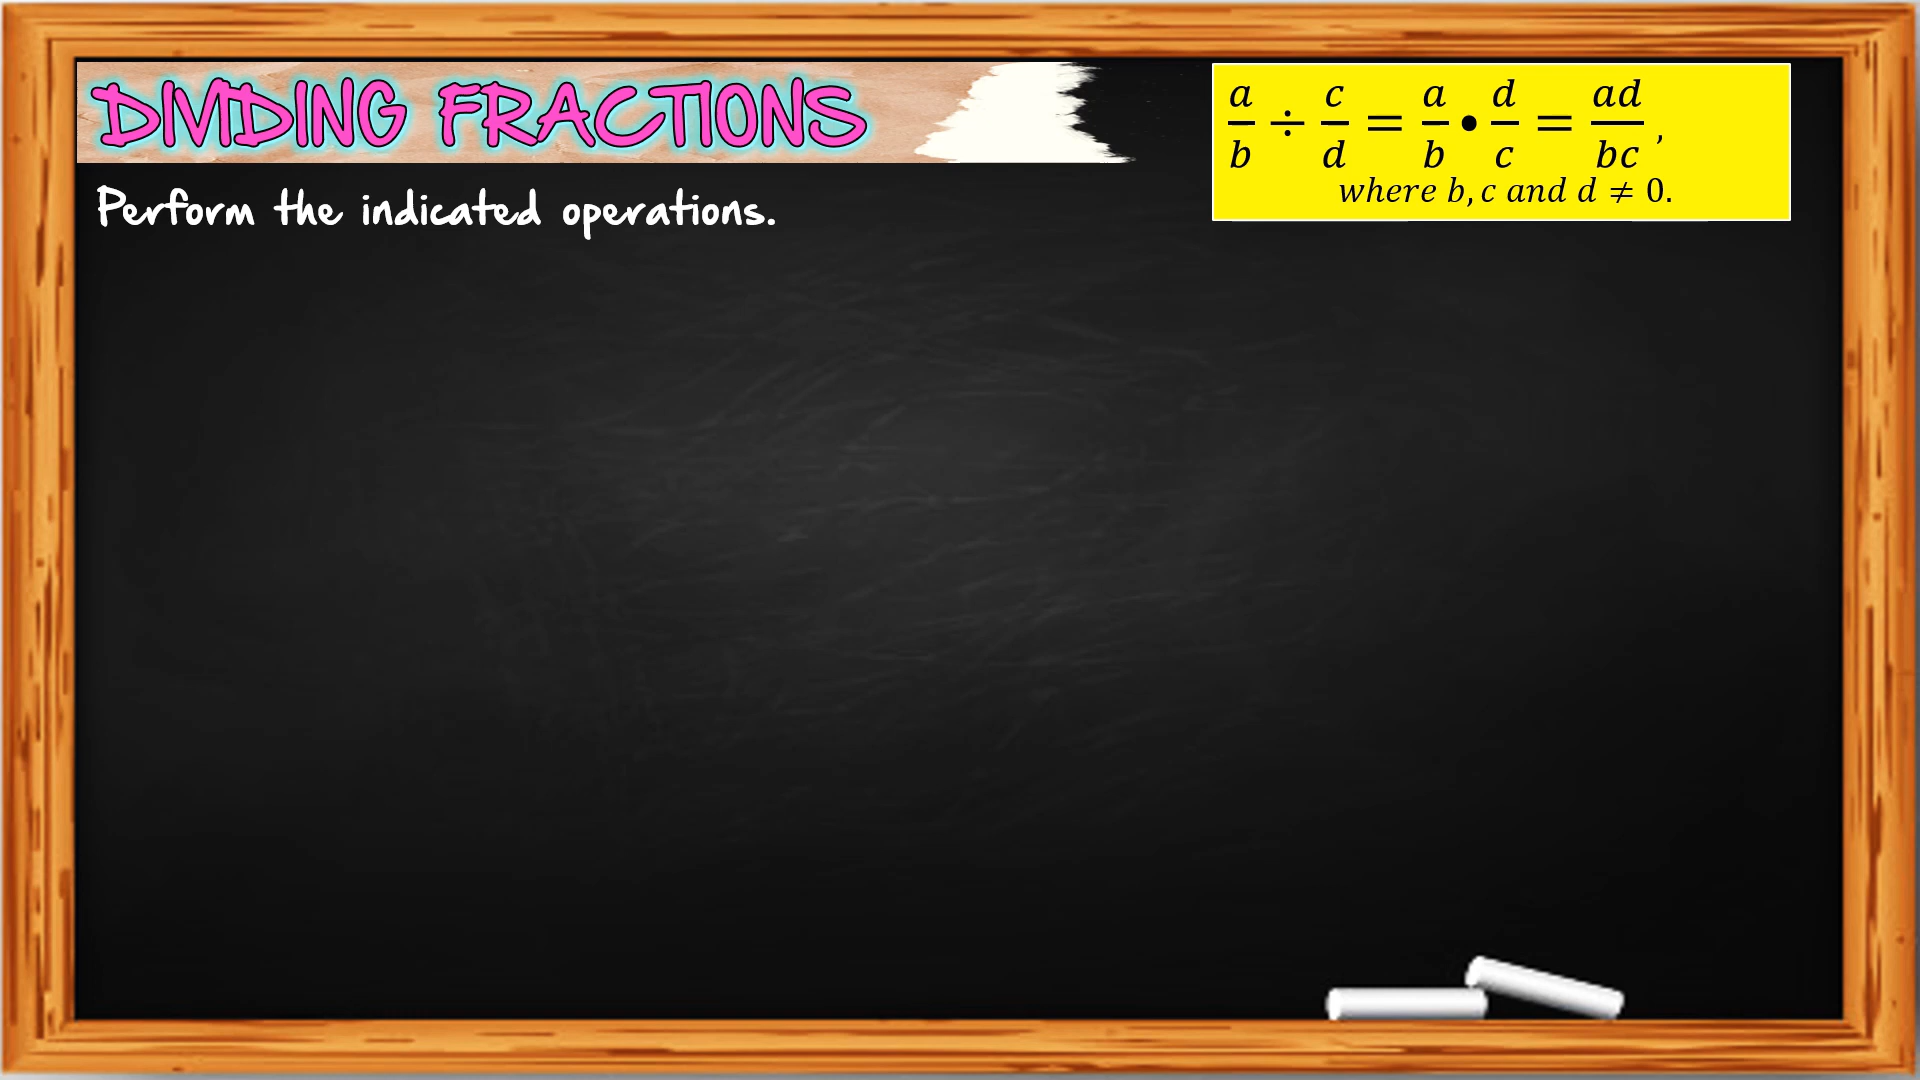 DIVIDING FRACTIONS
a/b ÷ c/d = a/b • d/c = ad/bc ,
where b, c and d ≠ 0.
Perform the indicated operations.